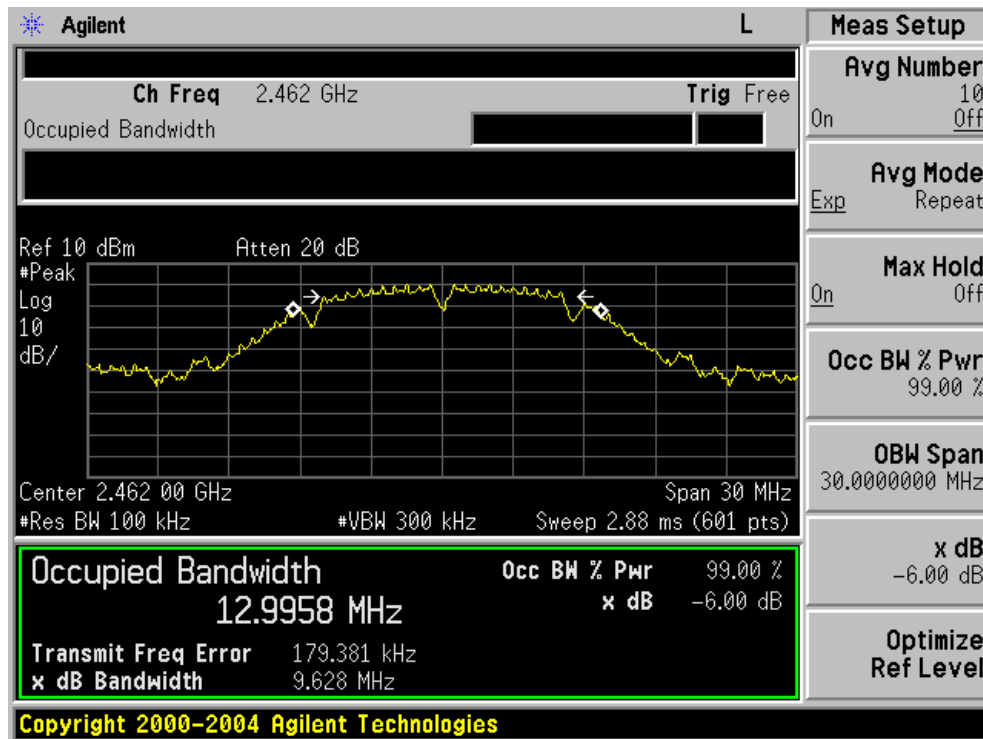 Agilent L Meas Setup
Ch Freq 2.462 GHz Trig Free
Occupied Bandwidth
Ref 10 dBm Atten 20 dB
#Peak
Log
10
dB/
Center 2.462 00 GHz Span 30 MHz
#Res BW 100 kHz #VBW 300 kHz Sweep 2.88 ms (601 pts)
Occupied Bandwidth
12.9958 MHz
Occ BW % Pwr 99.00 %
x dB -6.00 dB
Transmit Freq Error 179.381 kHz
x dB Bandwidth 9.628 MHz
Avg Number
10
On Off
Avg Mode
Exp Repeat
Max Hold
On Off
Occ BW % Pwr
99.00 %
OBW Span
30.0000000 MHz
x dB
-6.00 dB
Optimize
Ref Level
Copyright 2000-2004 Agilent Technologies